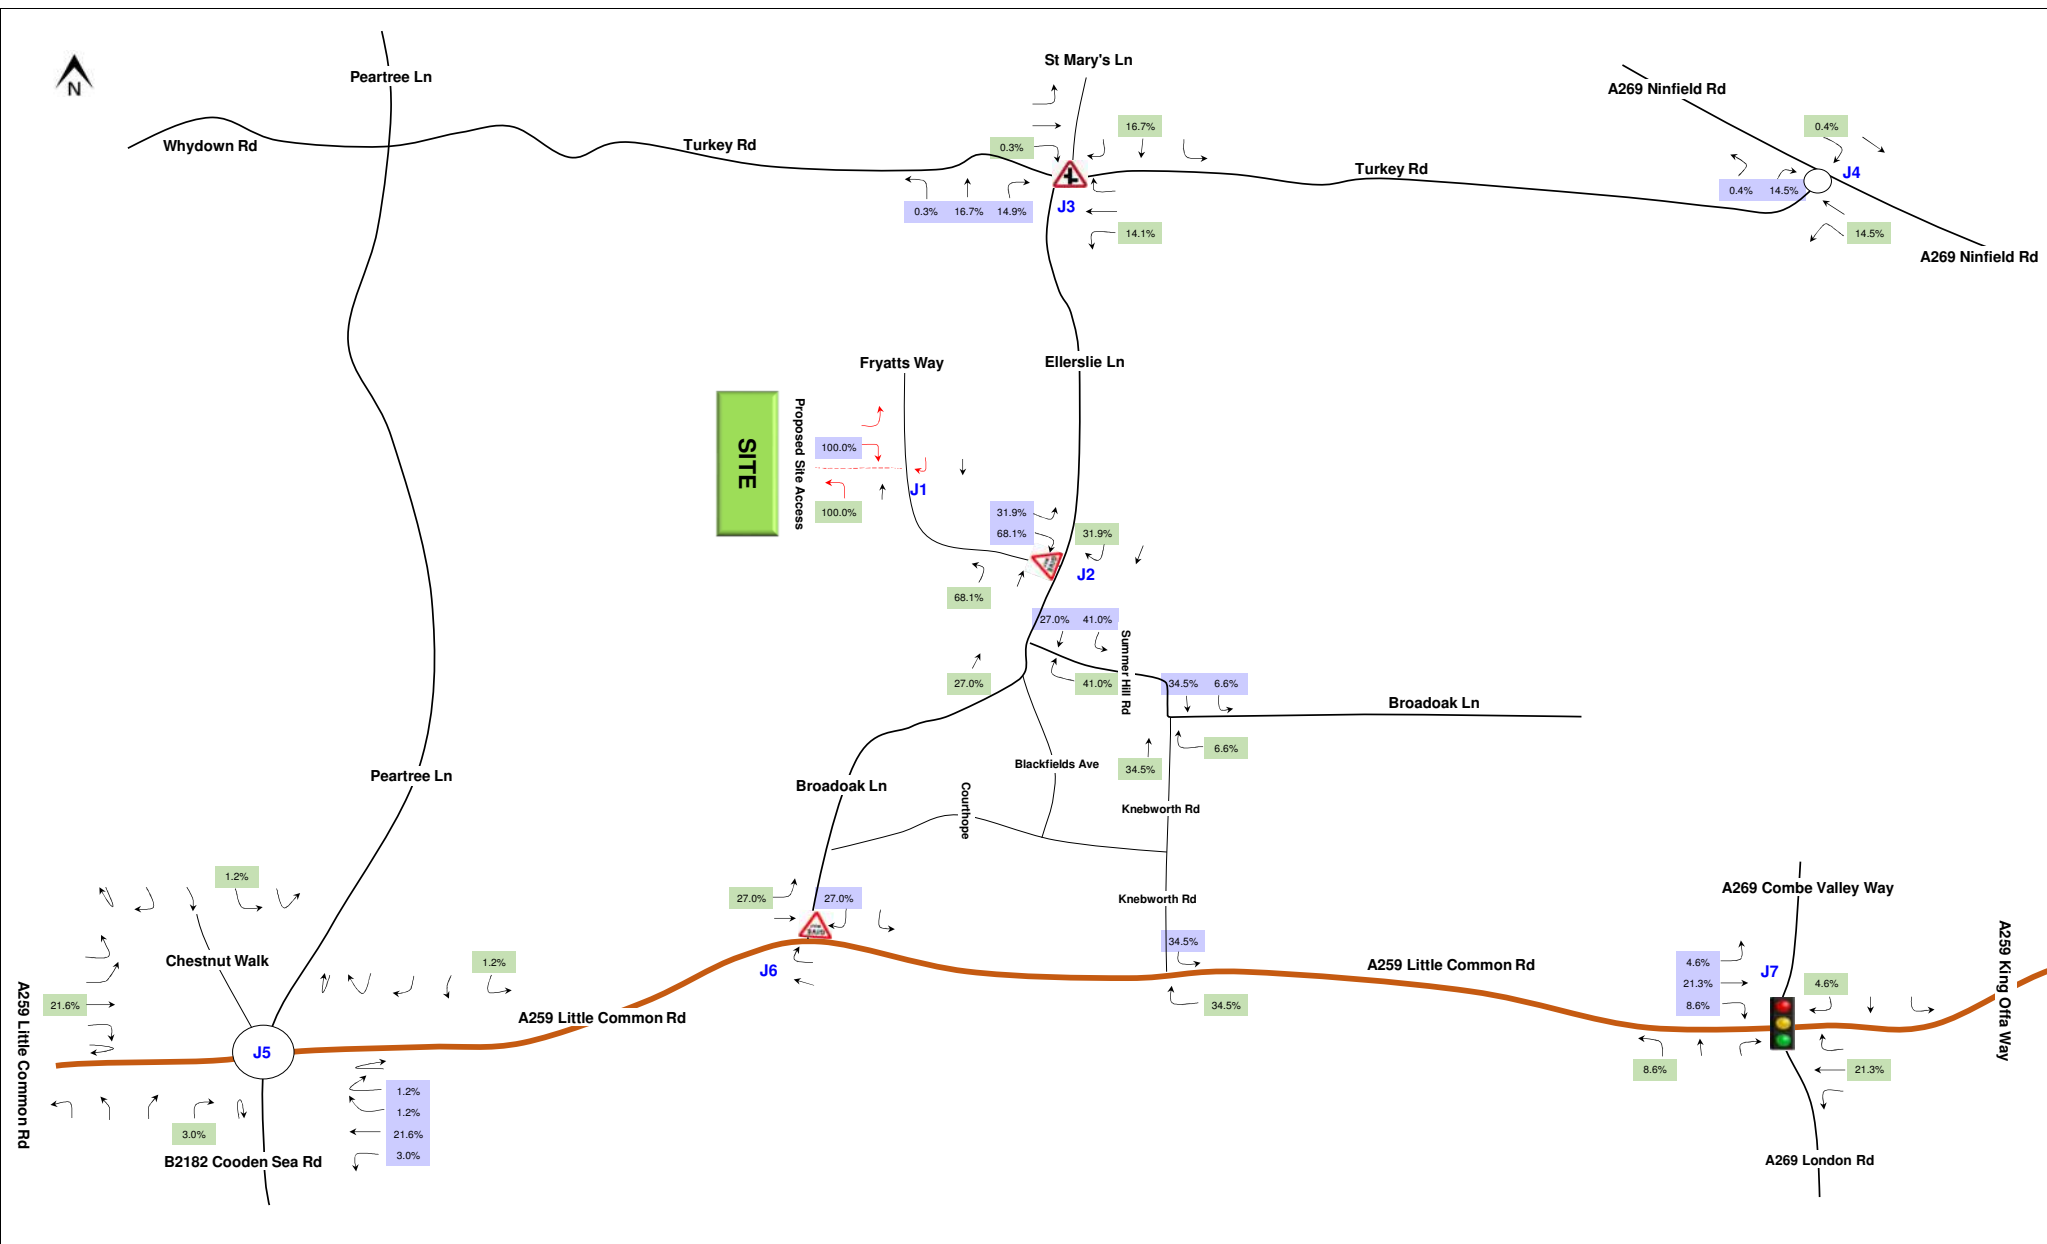 St Mary's Ln
Peartree Ln
A269 Ninfield Rd
N
16.7%
0.4%
Whydown Rd
Turkey Rd
0.3%
Turkey Rd
J4
0.4% 14.5%
J3
0.3% 16.7% 14.9%
14.1%
14.5%
A269 Ninfield Rd
Fryatts Way
Ellerslie Ln
SITE
Proposed Site Access
100.0%
J1
100.0%
31.9%
68.1%
31.9%
J2
68.1%
27.0% 41.0%
Summer Hill Rd
27.0%
41.0%
34.5% 6.6%
Broadoak Ln
6.6%
34.5%
Blackfields Ave
Peartree Ln
Broadoak Ln
Courthope
Knebworth Rd
1.2%
27.0%
27.0%
Knebworth Rd
A269 Combe Valley Way
34.5%
Chestnut Walk
1.2%
J6
A259 Little Common Rd
4.6%
21.3%
8.6%
J7
4.6%
A259 King Offa Way
21.6%
A259 Little Common Rd
34.5%
A259 Little Common Rd
J5
8.6%
21.3%
1.2%
1.2%
21.6%
3.0%
3.0%
B2182 Cooden Sea Rd
A269 London Rd